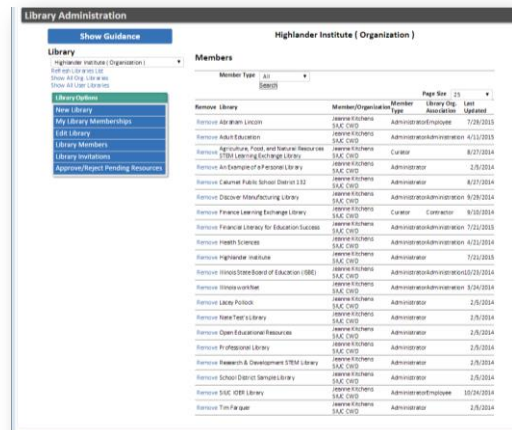 Library Administration
Show Guidance
Highlander Institute ( Organization )
Library
Highlander Institute ( Organization )
Refresh Libraries List
Show All Org. Libraries
Show All User Libraries
Library Options
New Library
My Library Memberships
Edit Library
Library Members
Library Invitations
Approve/Reject Pending Resources
Members
Member Type All
Search
Page Size 25
Remove Library Member/Organization Member Type Library Org. Association Last Updated
Remove Abraham Lincoln Jeanne Kitchens SIUC CWD Administrator Employee 7/29/2015
Remove Adult Education Jeanne Kitchens SIUC CWD Administrator Administration 4/11/2015
Remove Agriculture, Food, and Natural Resources STEM Learning Exchange Library Jeanne Kitchens SIUC CWD Curator 8/27/2014
Remove An Example of a Personal Library Jeanne Kitchens SIUC CWD Administrator 2/5/2014
Remove Calumet Public School District 132 Jeanne Kitchens SIUC CWD Administrator 8/27/2014
Remove Discover Manufacturing Library Jeanne Kitchens SIUC CWD Administrator Administration 9/29/2014
Remove Finance Learning Exchange Library Jeanne Kitchens SIUC CWD Curator Contractor 9/10/2014
Remove Financial Literacy for Education Success Jeanne Kitchens SIUC CWD Administrator Administration 7/21/2015
Remove Health Sciences Jeanne Kitchens SIUC CWD Administrator Administration 4/21/2014
Remove Highlander Institute Jeanne Kitchens SIUC CWD Administrator 7/21/2015
Remove Illinois State Board of Education (ISBE) Jeanne Kitchens SIUC CWD Administrator Administration 10/23/2014
Remove Illinois workNet Jeanne Kitchens SIUC CWD Administrator Administration 3/24/2014
Remove Lacey Pollock Jeanne Kitchens SIUC CWD Administrator 2/5/2014
Remove Nate Test's Library Jeanne Kitchens SIUC CWD Administrator 2/5/2014
Remove Open Educational Resources Jeanne Kitchens SIUC CWD Administrator 2/5/2014
Remove Professional Library Jeanne Kitchens SIUC CWD Administrator 2/5/2014
Remove Research & Development STEM Library Jeanne Kitchens SIUC CWD Administrator 2/5/2014
Remove School District Sample Library Jeanne Kitchens SIUC CWD Administrator 2/5/2014
Remove SIUC IOER Library Jeanne Kitchens SIUC CWD Administrator Employee 10/24/2014
Remove Tim Farquer Jeanne Kitchens SIUC CWD Administrator 2/5/2014